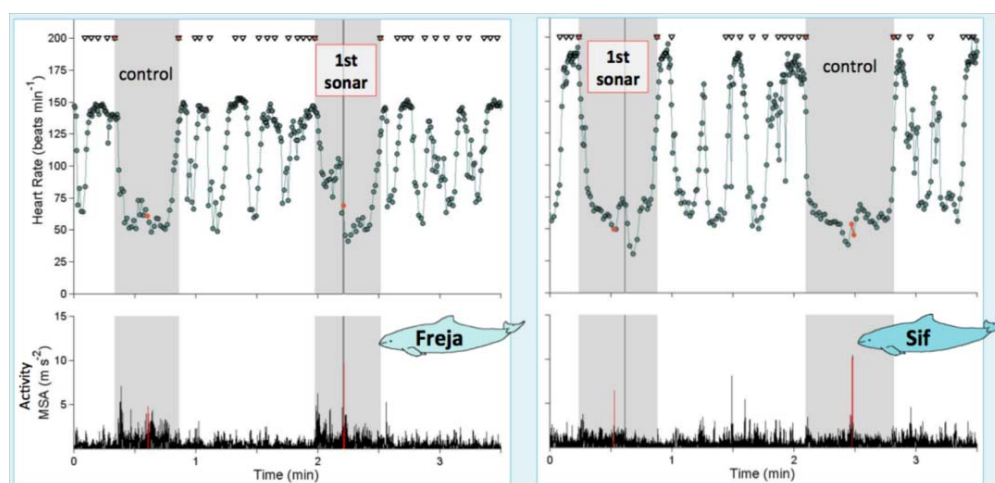 200
175
150
125
100
75
50
25
0
Heart Rate (beats min-1)
control
1st
sonar
1st
sonar
control
15
10
5
Activity
MSA (m s-2)
Freja
Sif
0
1
2
3
Time (min)
0
1
2
3
Time (min)